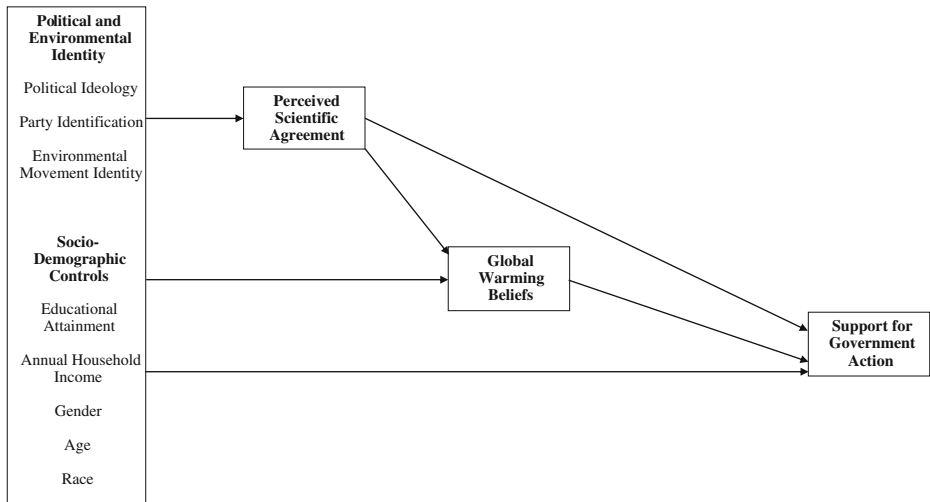 Political and
Environmental
Identity
Political Ideology
Party Identification
Environmental
Movement Identity
Socio-
Demographic
Controls
Educational
Attainment
Annual Household
Income
Gender
Age
Race
Perceived
Scientific
Agreement
Global
Warming
Beliefs
Support for
Government
Action